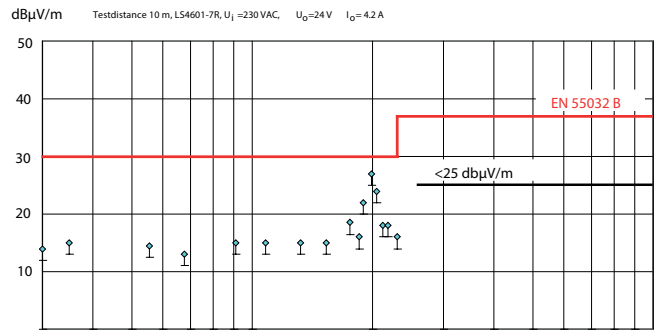 dBµV/m Testdistance 10 m, LS4601-7R, Ui =230 VAC, Uo=24 V Io= 4.2 A
50
40
EN 55032 B
30
<25 dbµV/m
20
10